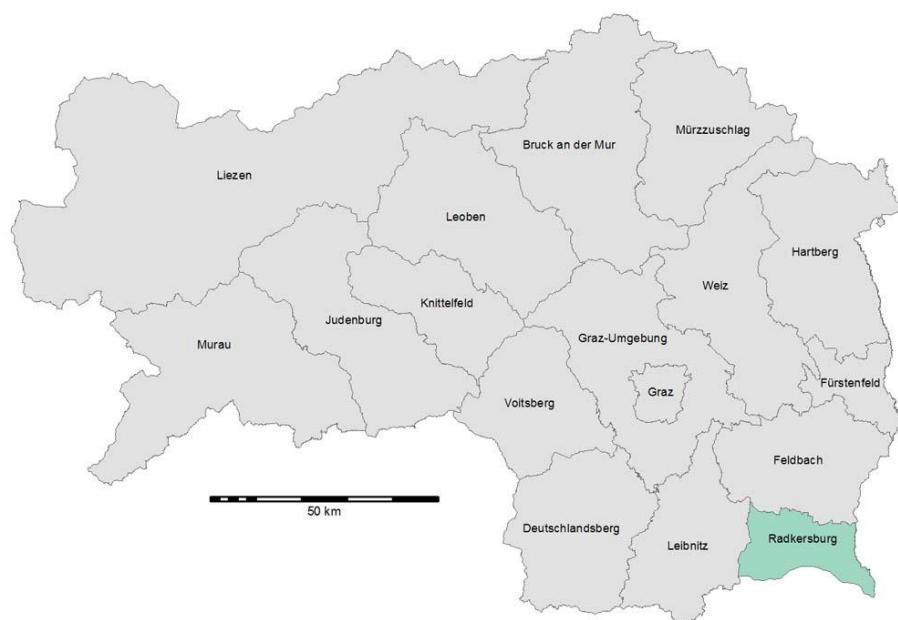 Mürzzuschlag
Bruck an der Mur
Liezen
Leoben
Hartberg
Weiz
Knittelfeld
Judenburg
Graz-Umgebung
Murau
Fürstenfeld
Graz
Voitsberg
Feldbach
50 km
Deutschlandsberg
Radkersburg
Leibnitz